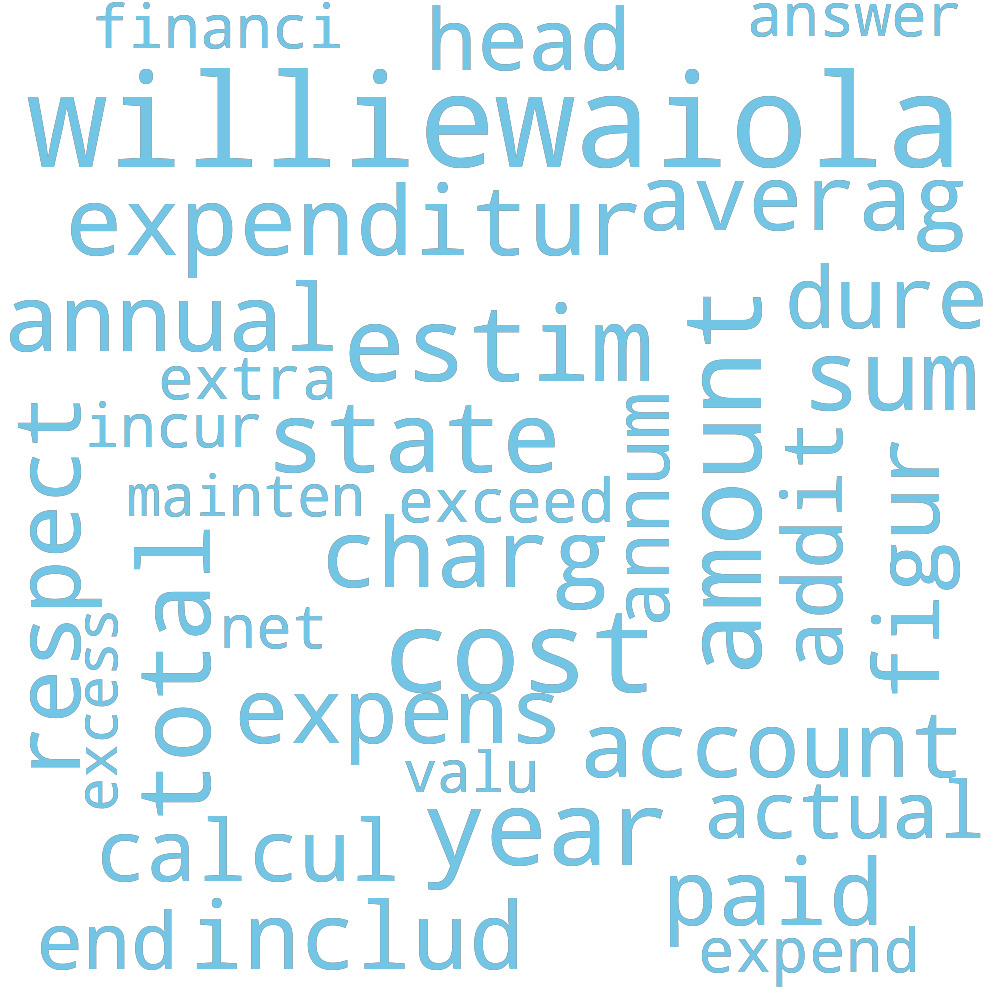 financi
head
answer
williewaiola
expenditur
averag
annual
estim
dure
extra
sum
incur
state
amount
annum
respect
mainten
exceed
addit
figur
charg
total
net
excess
cost
expens
account
valu
actual
calcul
year
paid
end
includ
expend